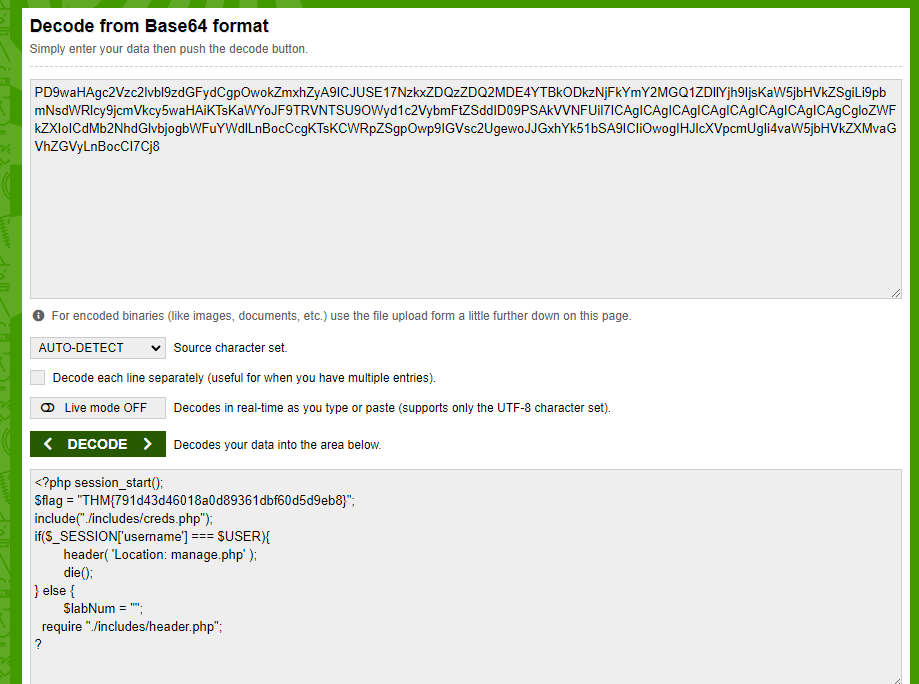 Decode from Base64 format
Simply enter your data then push the decode button.
PD9waHAgc2Vzc2lvbl9zdGFydCgpOwokZmxhZyA9ICJUSE17NzkxZDQzZDQ2MDE4YTBkODkzNjFkYmY2MGQ1ZDllYjh9IjsKaW5jbHVkZSgiLi9pb
mNsdWRlcy9jcmVkcy5waHAiKTsKaWYoJF9TRVNTSU9OWyd1c2VybmFtZSddID09PSAkVVNFUil7ICAgICAgICAgICAgICAgICAgICAgICAgCgloZWF
kZXIoICdMb2NhdGlvbjogbWFuYWdlLnBocCcgKTsKCWRpZSgpOwp9IGVsc2UgewoJJGxhYk51bSA9ICIiOwogIHJlcXVpcmUgIi4vaW5jbHVkZXMvaG
VhZGVyLnBocCI7Cj8
For encoded binaries (like images, documents, etc.) use the file upload form a little further down on this page.
AUTO-DETECT Source character set.
Decode each line separately (useful for when you have multiple entries).
Live mode OFF Decodes in real-time as you type or paste (supports only the UTF-8 character set).
< DECODE > Decodes your data into the area below.
<?php session_start();
$flag = "THM{791d43d46018a0d89361dbf60d5d9eb8}";
include("./includes/creds.php");
if($_SESSION['username'] === $USER){
header( 'Location: manage.php' );
die();
} else {
$labNum = "";
require "./includes/header.php";
?